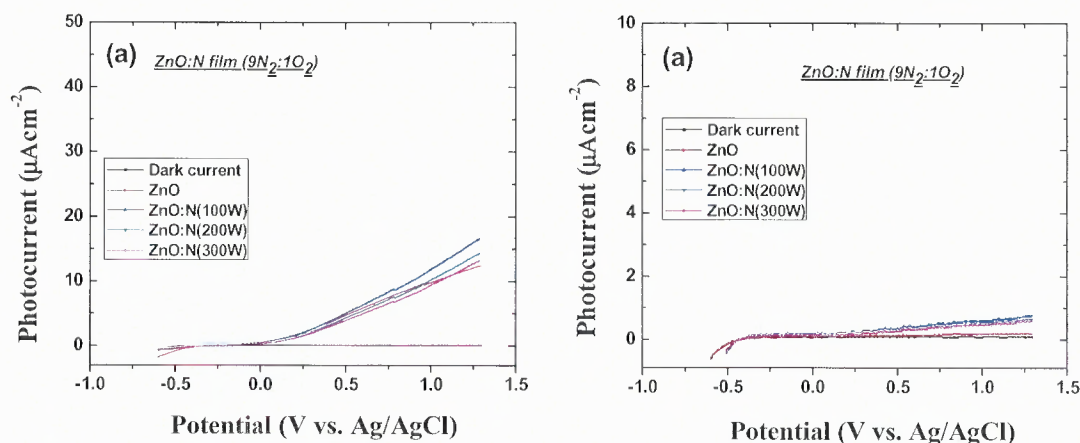 (a)
ZnO:N film (9N2:1O2)
50
40
30
20
10
0
Dark current
ZnO
ZnO:N(100W)
ZnO:N(200W)
ZnO:N(300W)
-1.0 -0.5 0.0 0.5 1.0 1.5
Potential (V vs. Ag/AgCl)
Photocurrent (μAcm-2)
(a)
ZnO:N film (9N2:1O2)
10
8
6
4
2
0
Dark current
ZnO
ZnO:N(100W)
ZnO:N(200W)
ZnO:N(300W)
-1.0 -0.5 0.0 0.5 1.0 1.5
Potential (V vs. Ag/AgCl)
Photocurrent (μAcm-2)